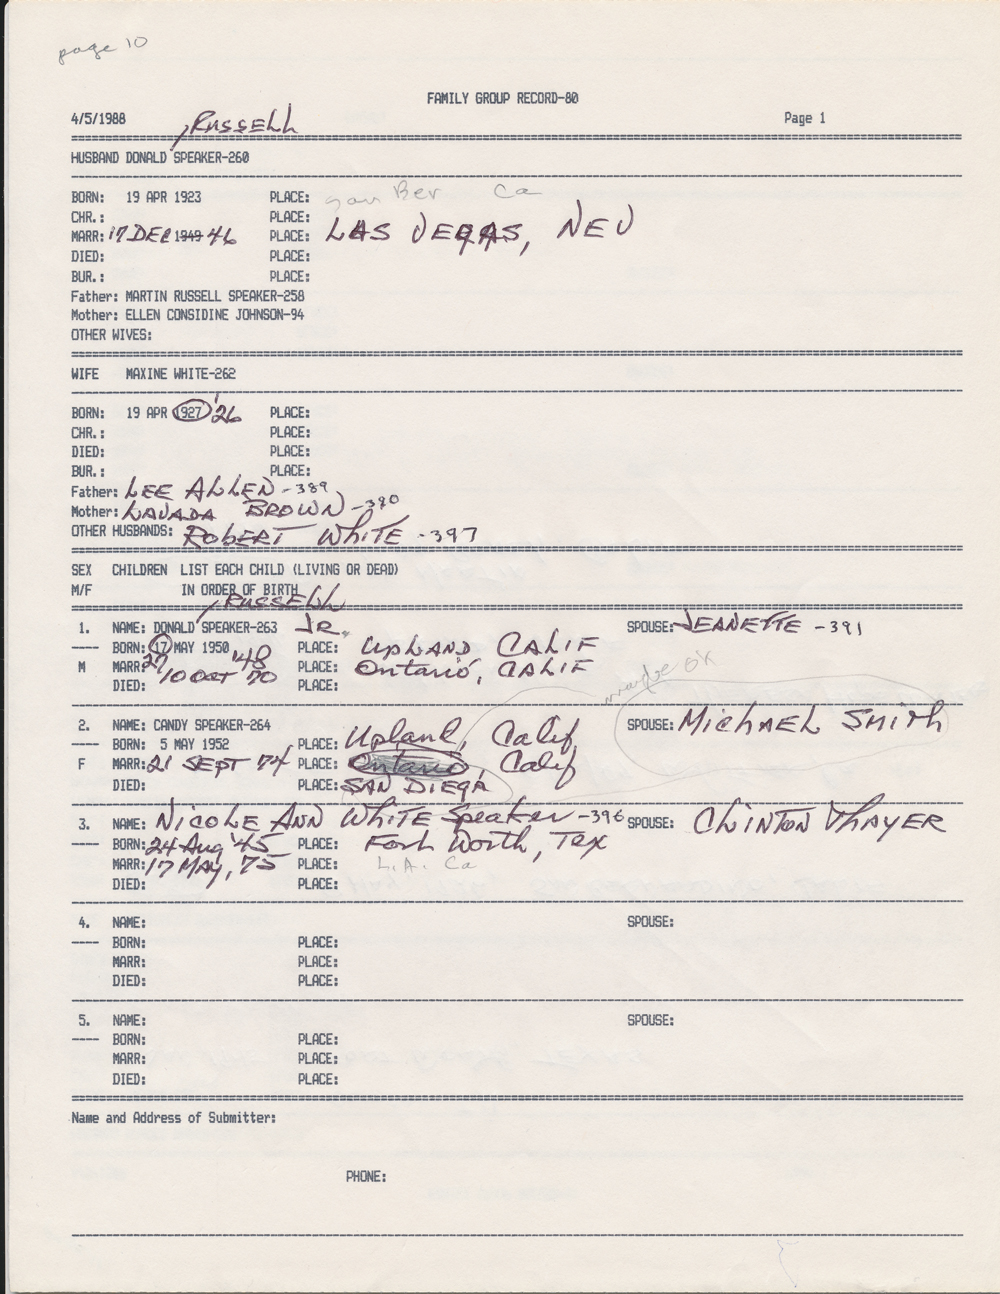 page 10
FAMILY GROUP RECORD-80
4/5/1988 RUSSELL Page 1
HUSBAND DONALD SPEAKER-260
BORN: 19 APR 1923 PLACE: San Ber Ca
CHR.: PLACE:
MARR: 17 DEC 1949 46 PLACE: LAS VEGAS, NEV
DIED: PLACE:
BUR.: PLACE:
Father: MARTIN RUSSELL SPEAKER-258
Mother: ELLEN CONSIDINE JOHNSON-94
OTHER WIVES:
WIFE MAXINE WHITE-262
BORN: 19 APR 1927 '26 PLACE:
CHR.: PLACE:
DIED: PLACE:
BUR.: PLACE:
Father: LEE ALLEN -389
Mother: LAVADA BROWN -390
OTHER HUSBANDS: ROBERT WHITE -397
SEX CHILDREN LIST EACH CHILD (LIVING OR DEAD)
M/F IN ORDER OF BIRTH
RUSSELL
1. NAME: DONALD SPEAKER-263 JR. SPOUSE: JEANETTE -391
---- BORN: 17 MAY 1950 '48 PLACE: UPLAND CALIF
M MARR: 27 10 OCT 70 PLACE: Ontario, CALIF
DIED: PLACE:
maybe ok
2. NAME: CANDY SPEAKER-264 SPOUSE: MICHAEL SMITH
---- BORN: 5 MAY 1952 PLACE: Upland, Calif
F MARR: 21 SEPT 74 PLACE: Ontario, Calif
DIED: PLACE: SAN DIEGA
3. NAME: NICOLE ANN WHITE Speaker -396 SPOUSE: CLINTON THAYER
---- BORN: 24 Aug '45 PLACE: Fort Worth, Tex
MARR: 17 MAY, 75 PLACE: L.A. Ca
DIED: PLACE:
4. NAME: SPOUSE:
---- BORN: PLACE:
MARR: PLACE:
DIED: PLACE:
5. NAME: SPOUSE:
---- BORN: PLACE:
MARR: PLACE:
DIED: PLACE:
Name and Address of Submitter:
PHONE: